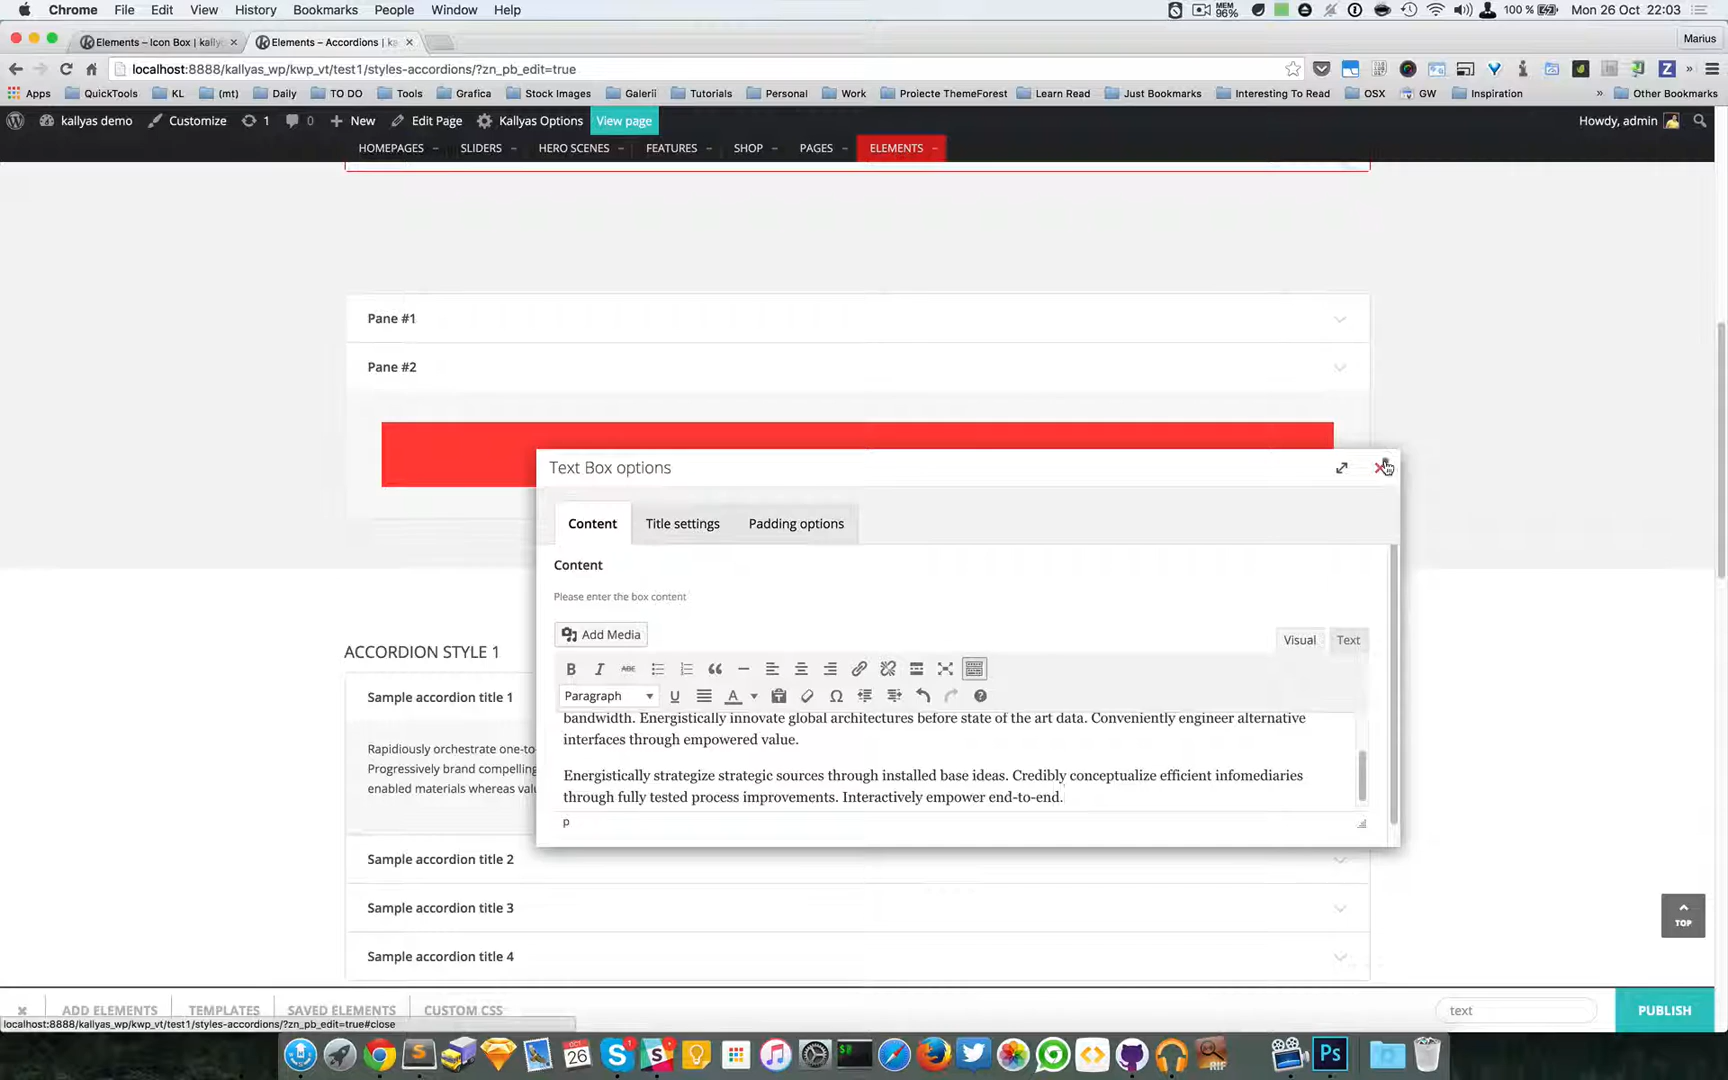 Chrome File Edit View History Bookmarks People Window Help MEM 96% 100 % Mon 26 Oct 22:03
Elements – Icon Box | kally Elements – Accordions | ka Marius
localhost:8888/kallyas_wp/kwp_vt/test1/styles-accordions/?zn_pb_edit=true
Apps QuickTools KL (mt) Daily TO DO Tools Grafica Stock Images Galerii Tutorials Personal Work Proiecte ThemeForest Learn Read Just Bookmarks Interesting To Read OSX GW Inspiration » Other Bookmarks
kallyas demo Customize 1 0 New Edit Page Kallyas Options View page Howdy, admin
HOMEPAGES SLIDERS HERO SCENES FEATURES SHOP PAGES ELEMENTS
Pane #1
Pane #2
Text Box options
Content Title settings Padding options
Content
Please enter the box content
Add Media Visual Text
Paragraph
bandwidth. Energistically innovate global architectures before state of the art data. Conveniently engineer alternative
interfaces through empowered value.
Energistically strategize strategic sources through installed base ideas. Credibly conceptualize efficient infomediaries
through fully tested process improvements. Interactively empower end-to-end.
p
ACCORDION STYLE 1
Sample accordion title 1
Rapidiously orchestrate one-to-
Progressively brand compelling
enabled materials whereas valu
Sample accordion title 2
Sample accordion title 3
Sample accordion title 4
TOP
ADD ELEMENTS TEMPLATES SAVED ELEMENTS CUSTOM CSS text PUBLISH
localhost:8888/kallyas_wp/kwp_vt/test1/styles-accordions/?zn_pb_edit=true#close
OCT 26 Ps